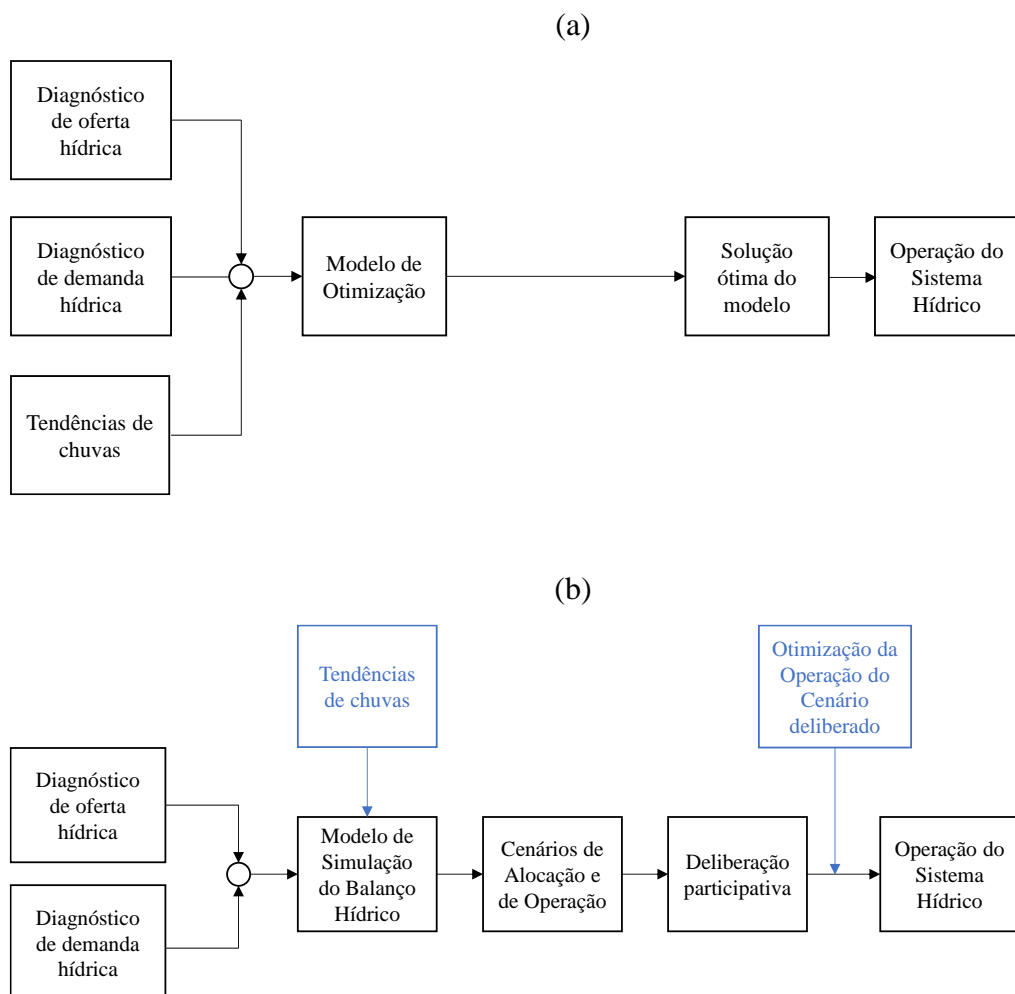 (a)
Diagnóstico
de oferta
hídrica
Diagnóstico
de demanda
hídrica
Tendências de
chuvas
Modelo de
Otimização
Solução
ótima do
modelo
Operação do
Sistema
Hídrico
(b)
Tendências
de chuvas
Otimização da
Operação do
Cenário
deliberado
Diagnóstico
de oferta
hídrica
Diagnóstico
de demanda
hídrica
Modelo de
Simulação
do Balanço
Hídrico
Cenários de
Alocação e
de Operação
Deliberação
participativa
Operação do
Sistema
Hídrico